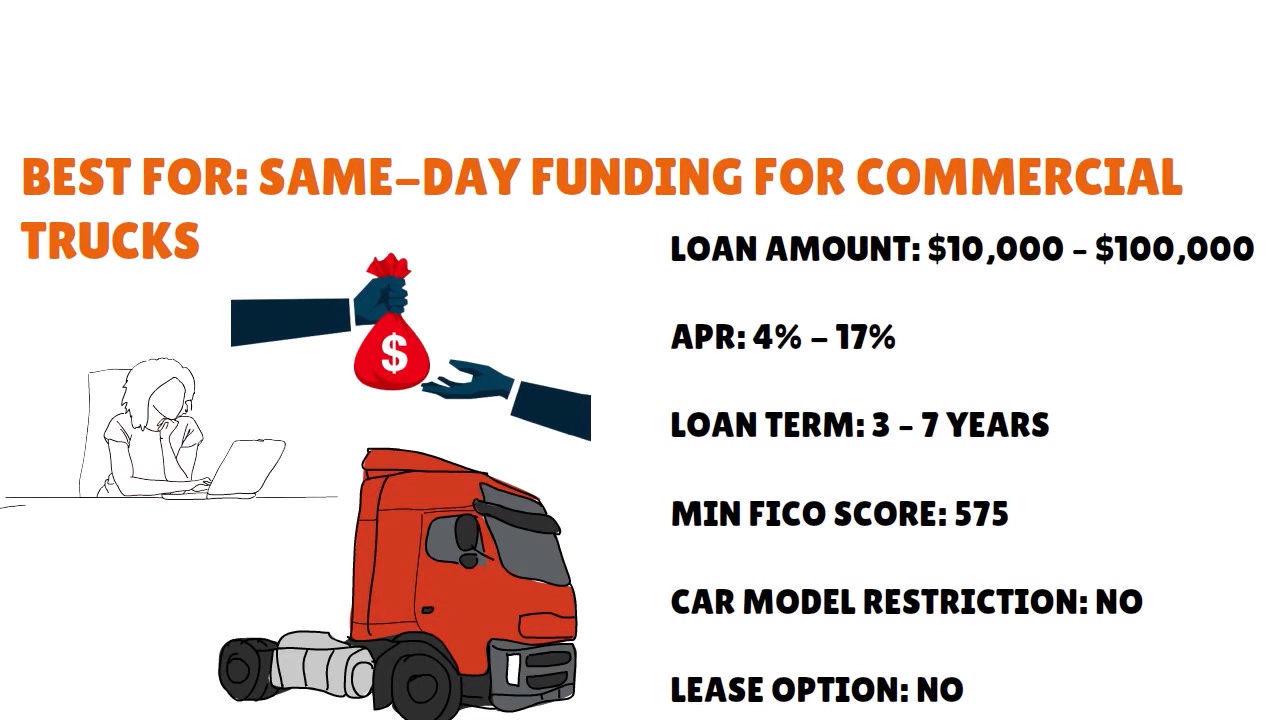 BEST FOR: SAME-DAY FUNDING FOR COMMERCIAL
TRUCKS
LOAN AMOUNT: $10,000 - $100,000
APR: 4% - 17%
LOAN TERM: 3 - 7 YEARS
MIN FICO SCORE: 575
CAR MODEL RESTRICTION: NO
LEASE OPTION: NO
$